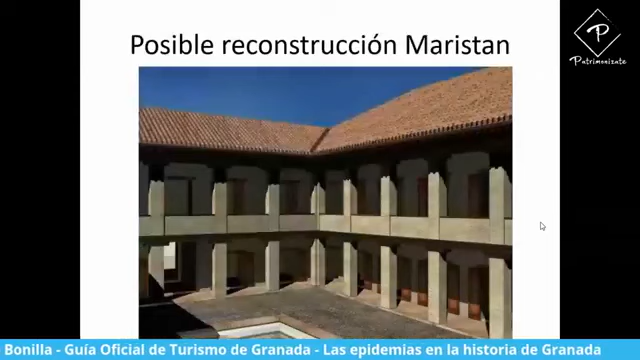 Posible reconstrucción Maristan
P
Patrimonízate
Bonilla - Guía Oficial de Turismo de Granada - Las epidemias en la historia de Granada